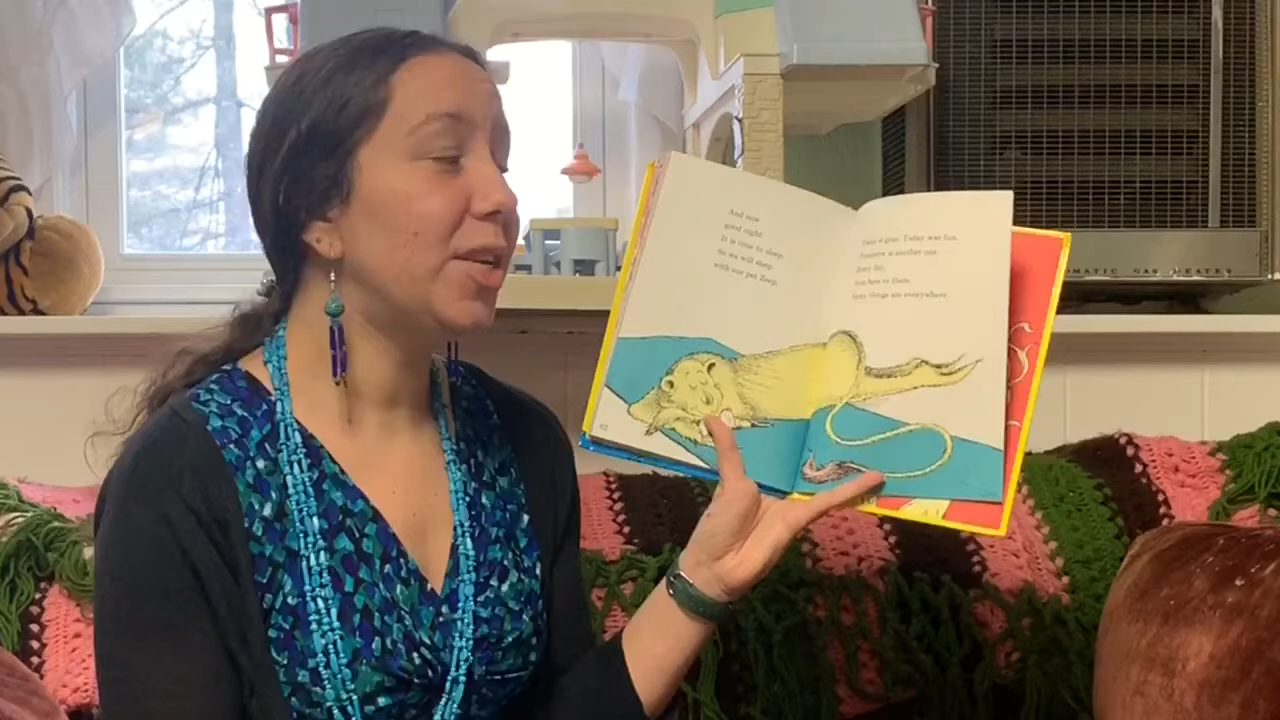 And now
good night.
It is time to sleep.
So we will sleep
with our pet Zeep.
Today is gone. Today was fun.
Tomorrow is another one.
Every day,
from here to there,
funny things are everywhere.
62
OMATIC GAS HEATER